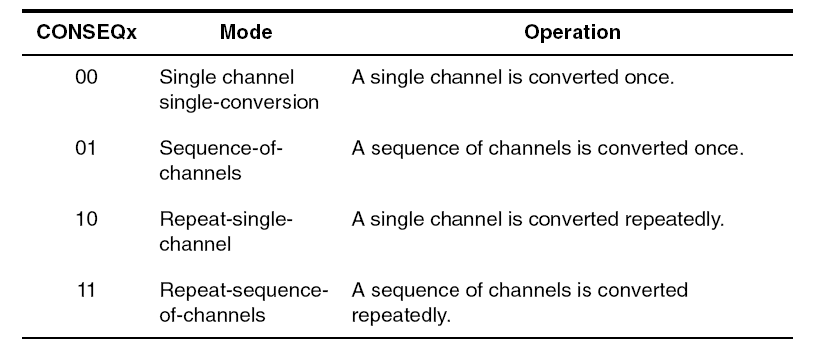 CONSEQx Mode Operation
00 Single channel A single channel is converted once.
single-conversion
01 Sequence-of- A sequence of channels is converted once.
channels
10 Repeat-single- A single channel is converted repeatedly.
channel
11 Repeat-sequence- A sequence of channels is converted
of-channels repeatedly.